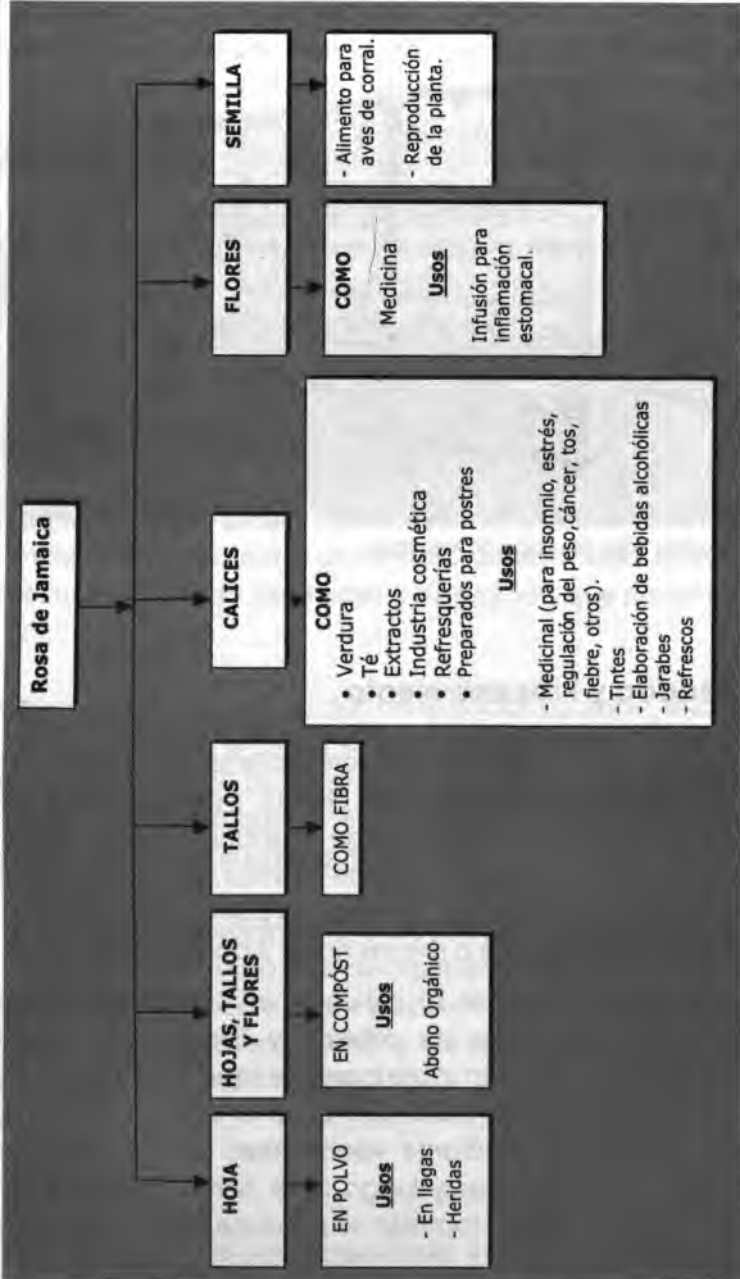 Rosa de Jamaica
HOJA
EN POLVO
Usos
- En llagas
- Heridas
HOJAS, TALLOS
Y FLORES
EN COMPÓST
Usos
Abono Orgánico
TALLOS
COMO FIBRA
CALICES
COMO
• Verdura
• Té
• Extractos
• Industria cosmética
• Refresquerías
• Preparados para postres
Usos
- Medicinal (para insomnio, estrés,
regulación del peso,cáncer, tos,
fiebre, otros).
- Tintes
- Elaboración de bebidas alcohólicas
- Jarabes
- Refrescos
FLORES
COMO
Medicina
Usos
Infusión para
inflamación
estomacal.
SEMILLA
- Alimento para
aves de corral.
- Reproducción
de la planta.